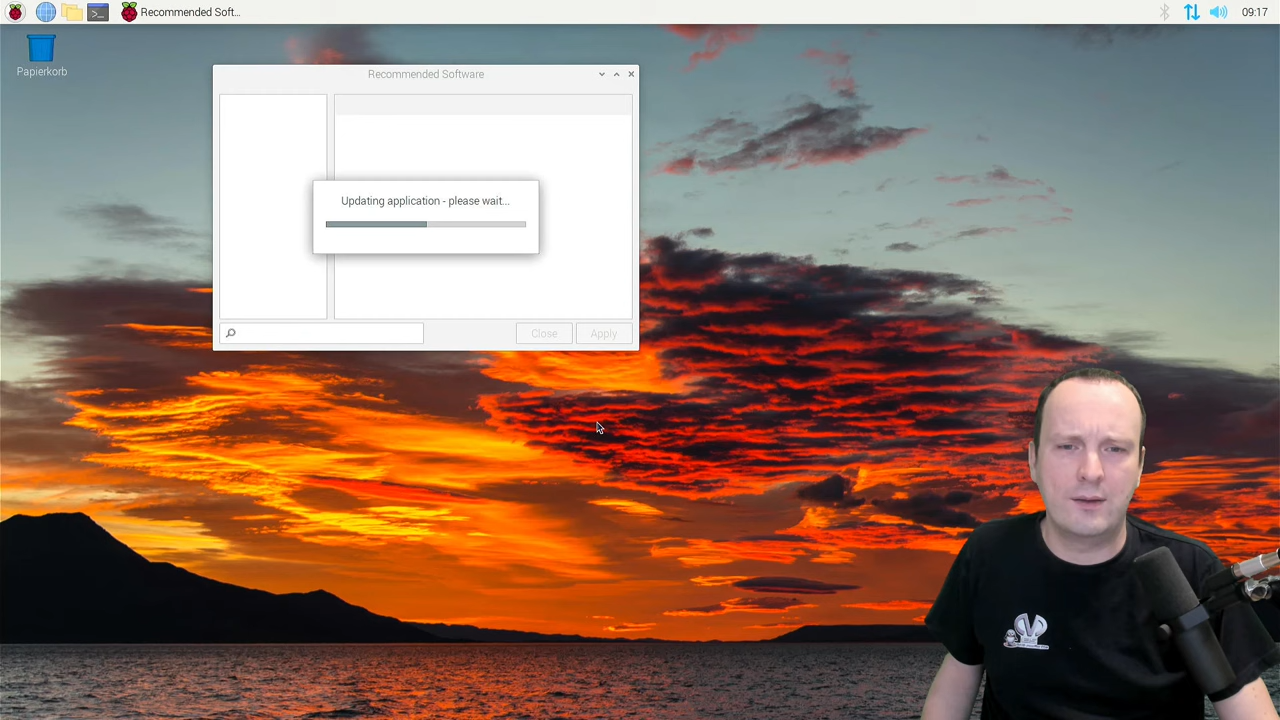 Recommended Soft...
09:17
Papierkorb
Recommended Software
Updating application - please wait...
Close
Apply